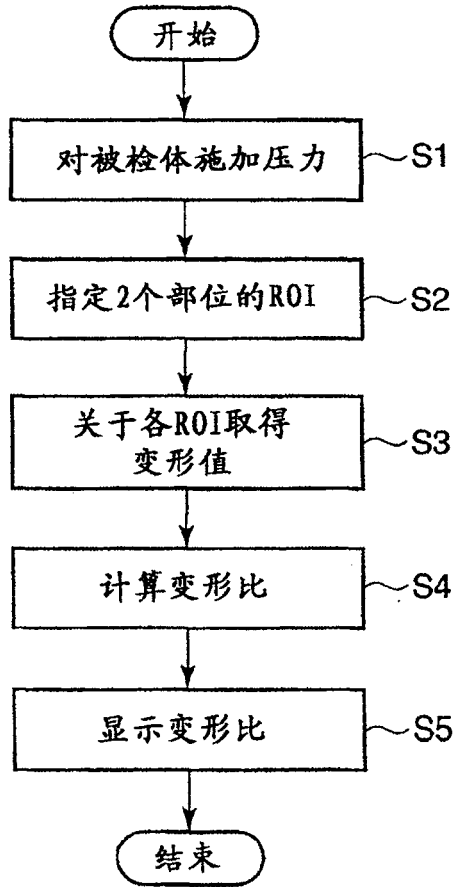 开始
对被检体施加压力
S1
指定2个部位的ROI
S2
关于各ROI取得
变形值
S3
计算变形比
S4
显示变形比
S5
结束